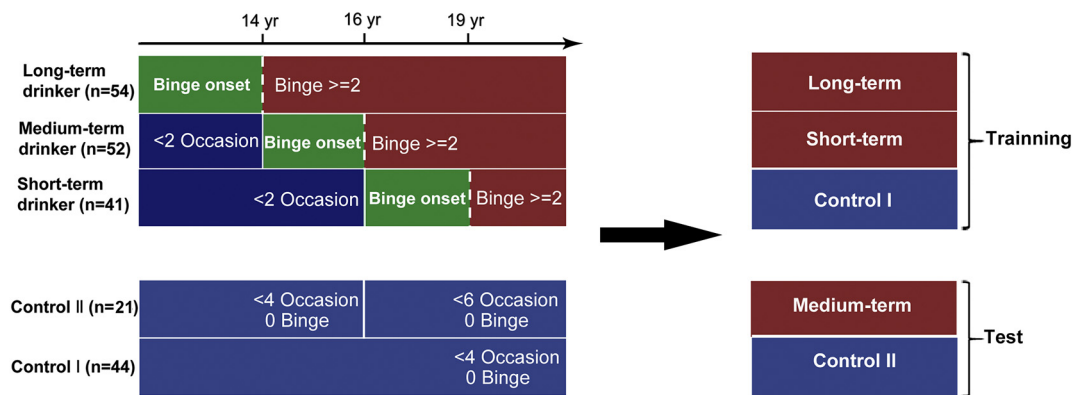 14 yr 16 yr 19 yr
Long-term
drinker (n=54)
Binge onset
Binge >=2
Medium-term
drinker (n=52)
<2 Occasion
Binge onset
Binge >=2
Short-term
drinker (n=41)
<2 Occasion
Binge onset
Binge >=2
Control II (n=21)
<4 Occasion
0 Binge
<6 Occasion
0 Binge
Control I (n=44)
<4 Occasion
0 Binge
Long-term
Short-term
Control I
Trainning
Medium-term
Control II
Test